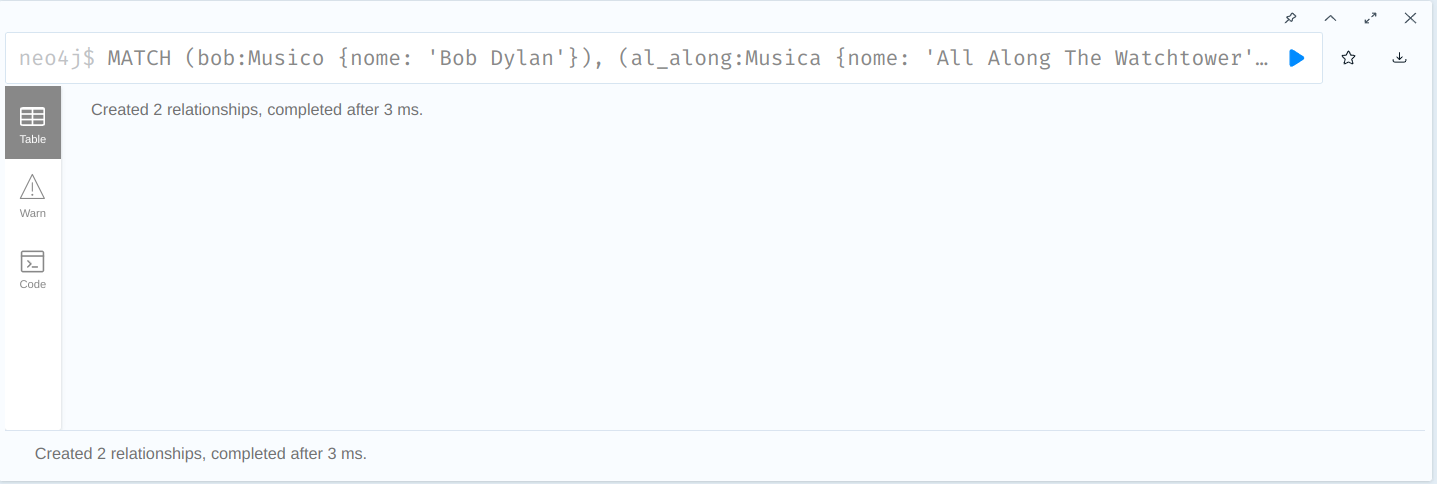 neo4j$ MATCH (bob:Musico {nome: 'Bob Dylan'}), (al_along:Musica {nome: 'All Along The Watchtower'…
Table
Created 2 relationships, completed after 3 ms.
Warn
Code
Created 2 relationships, completed after 3 ms.